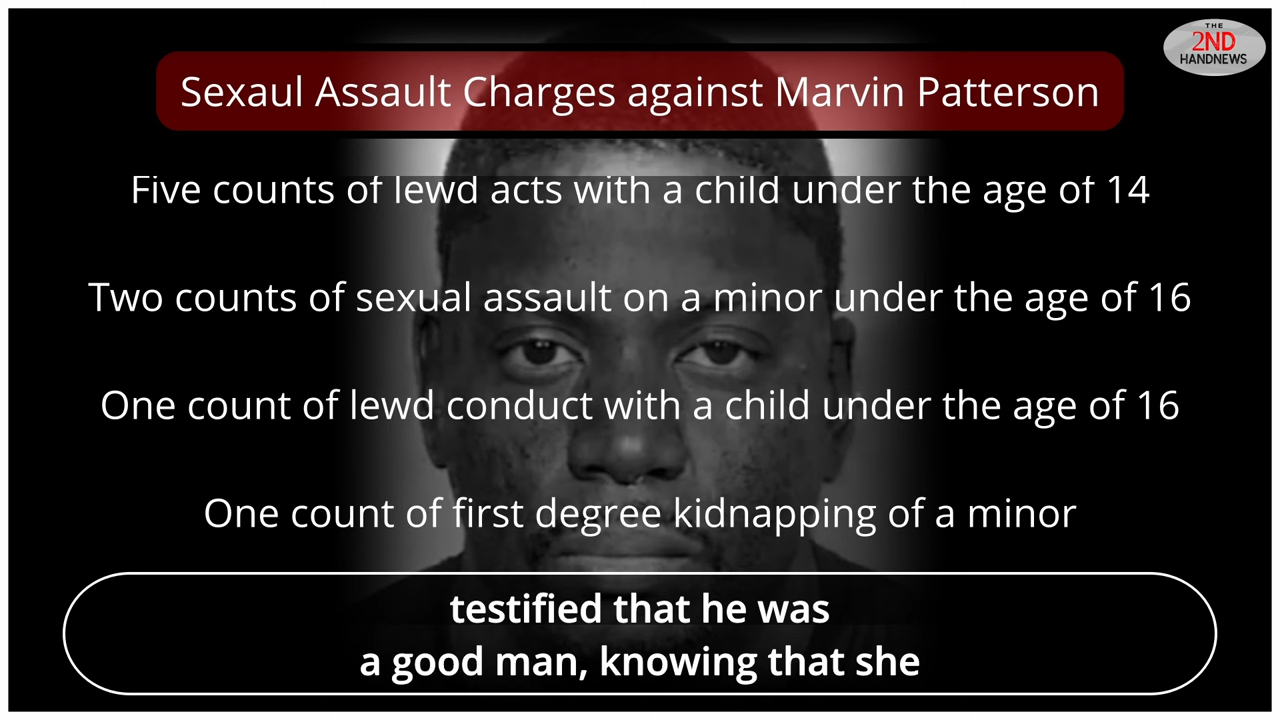 THE
2ND
HANDNEWS
Sexaul Assault Charges against Marvin Patterson
Five counts of lewd acts with a child under the age of 14
Two counts of sexual assault on a minor under the age of 16
One count of lewd conduct with a child under the age of 16
One count of first degree kidnapping of a minor
testified that he was
a good man, knowing that she